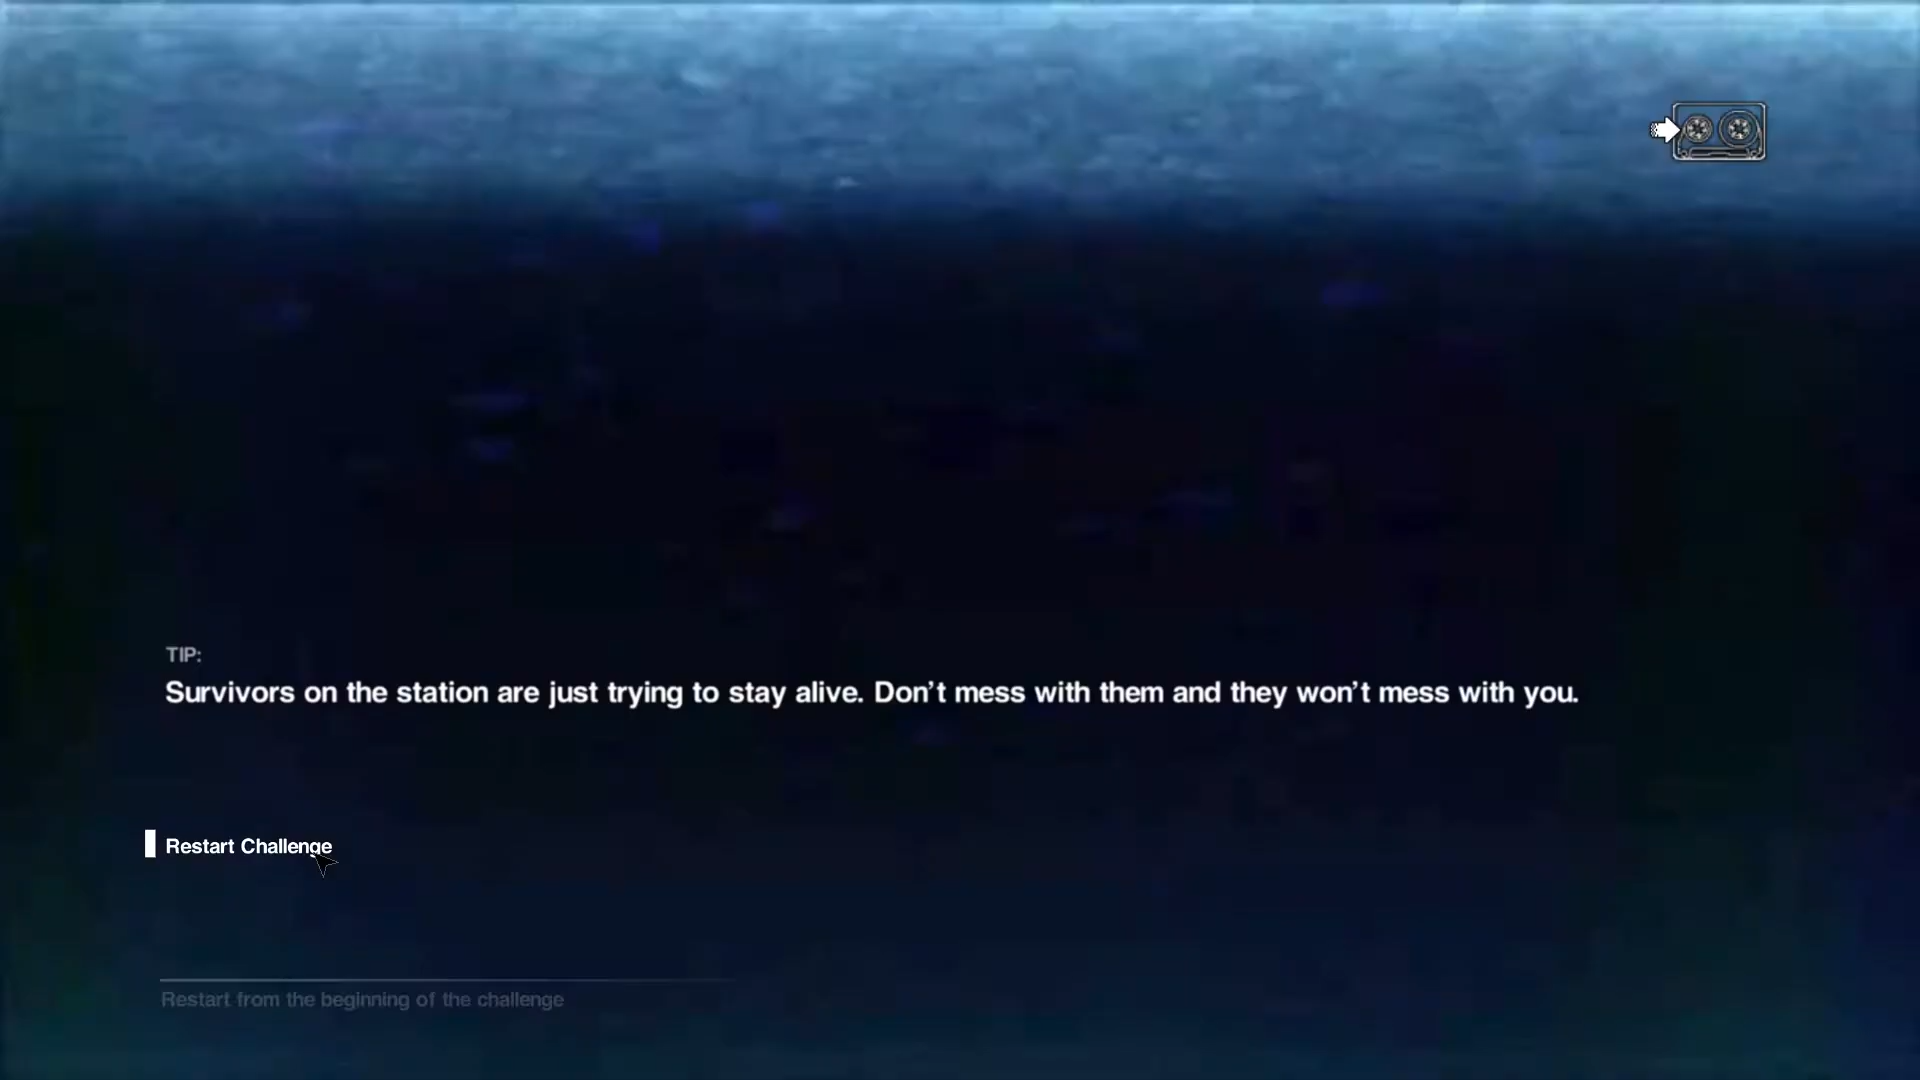 TIP:
Survivors on the station are just trying to stay alive. Don't mess with them and they won't mess with you.
Restart Challenge
Restart from the beginning of the challenge